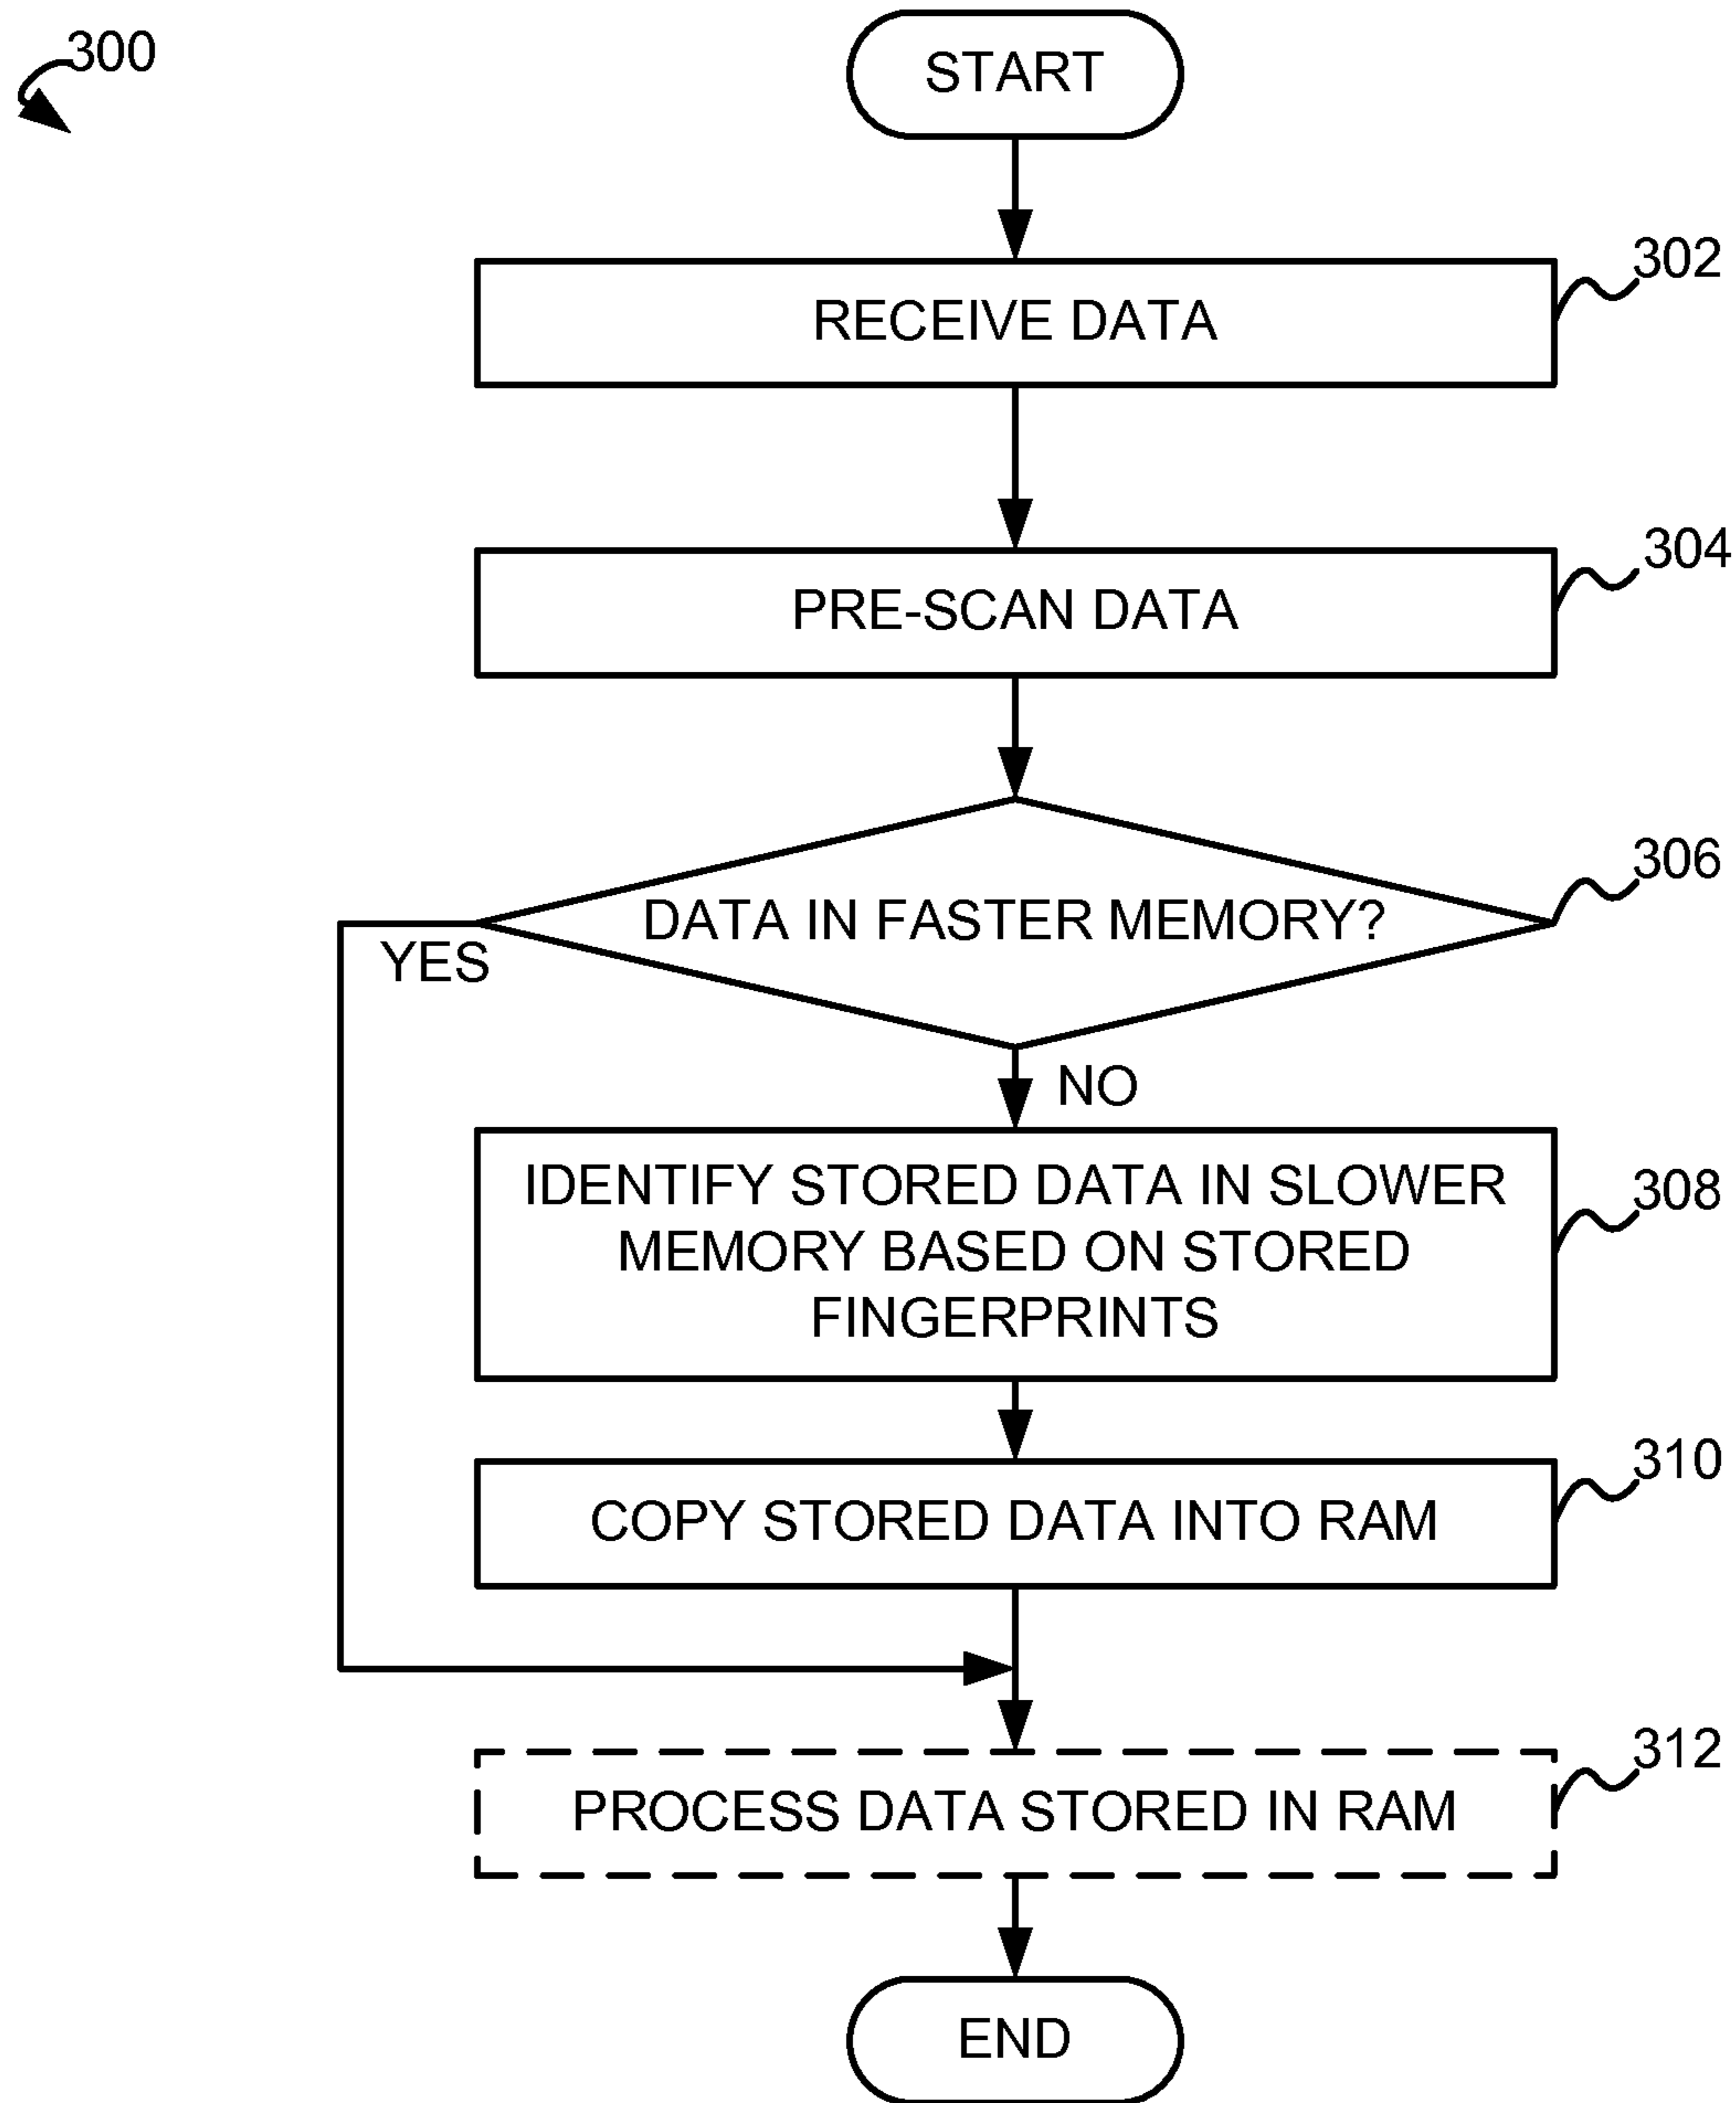 300
START
302
RECEIVE DATA
304
PRE-SCAN DATA
306
DATA IN FASTER MEMORY?
YES
NO
IDENTIFY STORED DATA IN SLOWER
MEMORY BASED ON STORED
FINGERPRINTS
308
310
COPY STORED DATA INTO RAM
312
PROCESS DATA STORED IN RAM
END